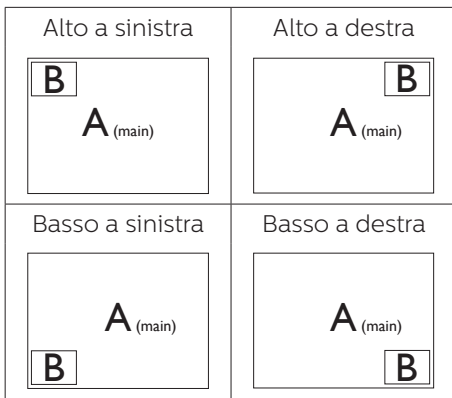 Alto a sinistra
Alto a destra
B
A (main)
B
A (main)
Basso a sinistra
Basso a destra
A (main)
B
A (main)
B